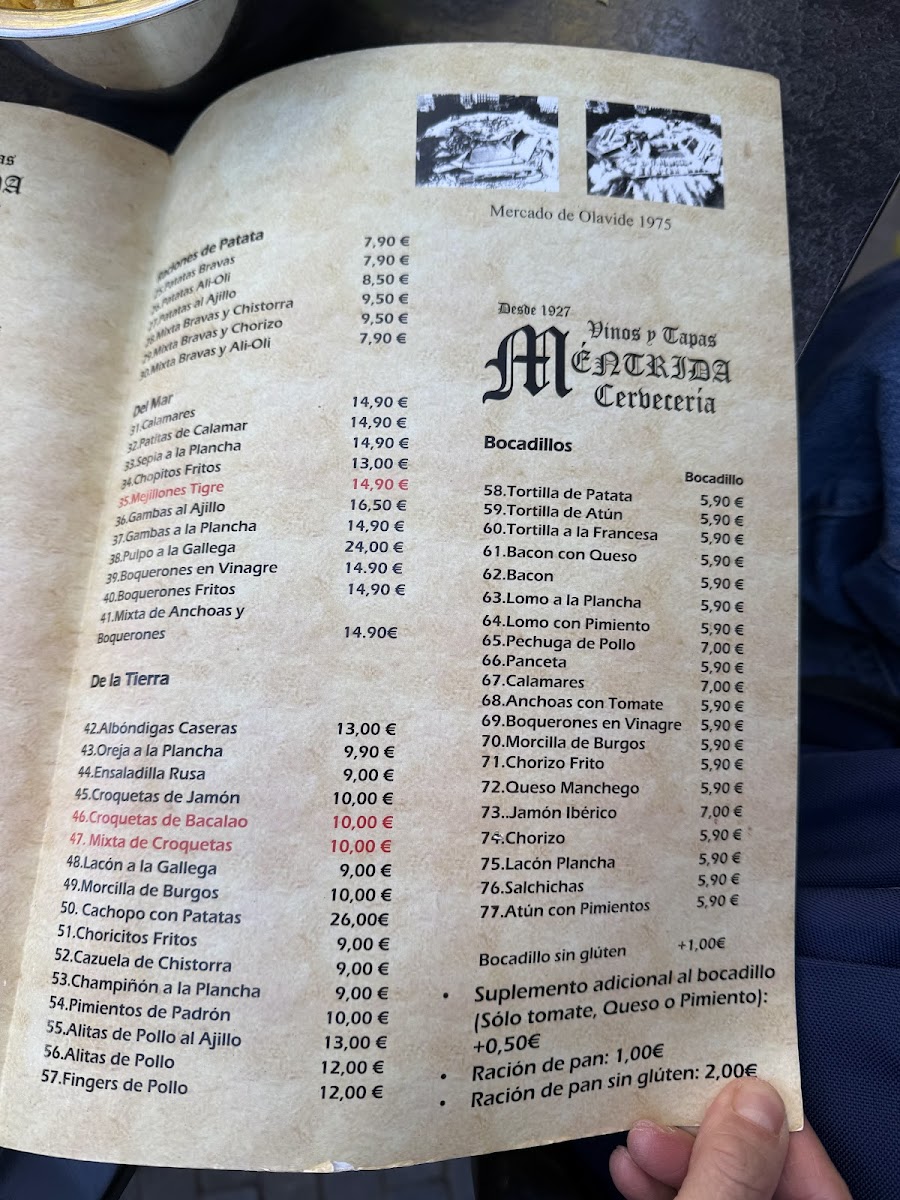 Raciones de Patata
25.Patatas Bravas 7,90 €
26.Patatas Ali-Oli 7,90 €
27.Patatas al Ajillo 8,50 €
28.Mixta Bravas y Chistorra 9,50 €
29.Mixta Bravas y Chorizo 9,50 €
30.Mixta Bravas y Ali-Oli 7,90 €
Del Mar
31.Calamares 14,90 €
32.Patitas de Calamar 14,90 €
33.Sepia a la Plancha 14,90 €
34.Chopitos Fritos 13,00 €
35.Mejillones Tigre 14,90 €
36.Gambas al Ajillo 16,50 €
37.Gambas a la Plancha 14,90 €
38.Pulpo a la Gallega 24,00 €
39.Boquerones en Vinagre 14.90 €
40.Boquerones Fritos 14,90 €
41.Mixta de Anchoas y
Boquerones 14.90€
De la Tierra
42.Albóndigas Caseras 13,00 €
43.Oreja a la Plancha 9,90 €
44.Ensaladilla Rusa 9,00 €
45.Croquetas de Jamón 10,00 €
46.Croquetas de Bacalao 10,00 €
47. Mixta de Croquetas 10,00 €
48.Lacón a la Gallega 9,00 €
49.Morcilla de Burgos 10,00 €
50. Cachopo con Patatas 26,00€
51.Choricitos Fritos 9,00 €
52.Cazuela de Chistorra 9,00 €
53.Champiñón a la Plancha 9,00 €
54.Pimientos de Padrón 10,00 €
55.Alitas de Pollo al Ajillo 13,00 €
56.Alitas de Pollo 12,00 €
57.Fingers de Pollo 12,00 €
Mercado de Olavide 1975
Desde 1927
Vinos y Tapas
MÉNTRIDA
Cervecería
Bocadillos
Bocadillo
58.Tortilla de Patata 5,90 €
59.Tortilla de Atún 5,90 €
60.Tortilla a la Francesa 5,90 €
61.Bacon con Queso 5,90 €
62.Bacon 5,90 €
63.Lomo a la Plancha 5,90 €
64.Lomo con Pimiento 5,90 €
65.Pechuga de Pollo 7,00 €
66.Panceta 5,90 €
67.Calamares 7,00 €
68.Anchoas con Tomate 5,90 €
69.Boquerones en Vinagre 5,90 €
70.Morcilla de Burgos 5,90 €
71.Chorizo Frito 5,90 €
72.Queso Manchego 5,90 €
73..Jamón Ibérico 7,00 €
74.Chorizo 5,90 €
75.Lacón Plancha 5,90 €
76.Salchichas 5,90 €
77.Atún con Pimientos 5,90 €
Bocadillo sin glúten +1,00€
• Suplemento adicional al bocadillo
(Sólo tomate, Queso o Pimiento):
+0,50€
• Ración de pan: 1,00€
• Ración de pan sin glúten: 2,00€